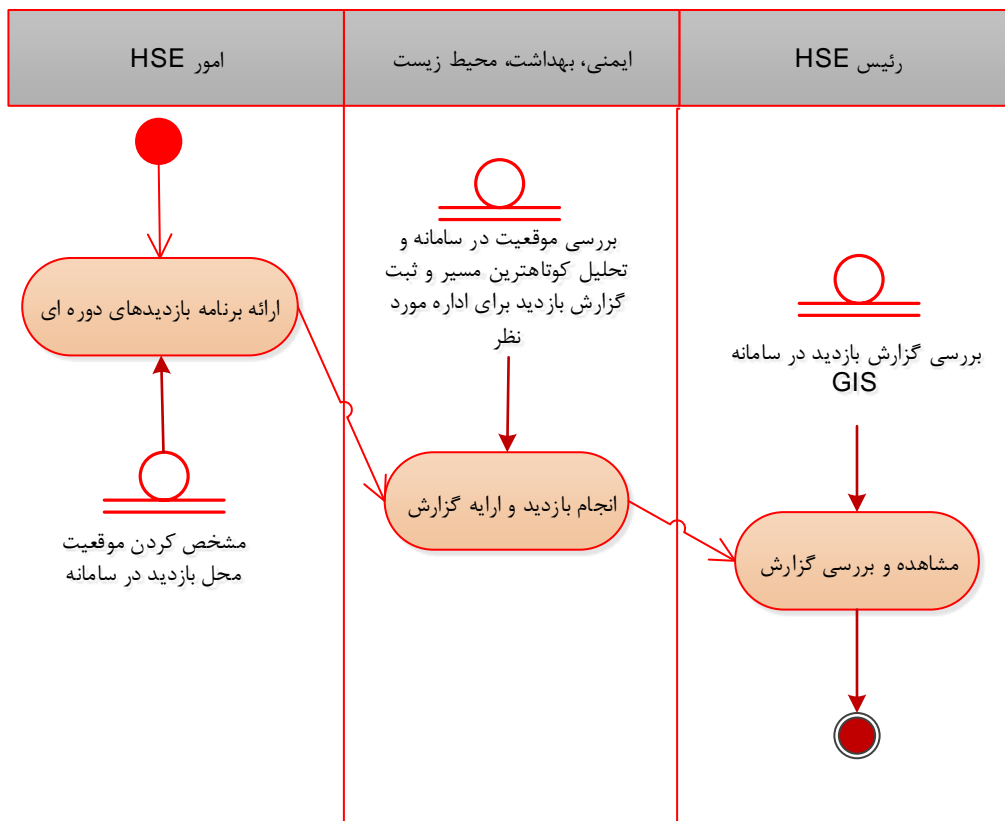 امور HSE
ایمنی، بهداشت، محیط زیست
رئیس HSE
ارائه برنامه بازدیدهای دوره ای
مشخص کردن موقعیت
محل بازدید در سامانه
بررسی موقعیت در سامانه و
تحلیل کوتاهترین مسیر و ثبت
گزارش بازدید برای اداره مورد
نظر
انجام بازدید و ارایه گزارش
بررسی گزارش بازدید در سامانه
GIS
مشاهده و بررسی گزارش